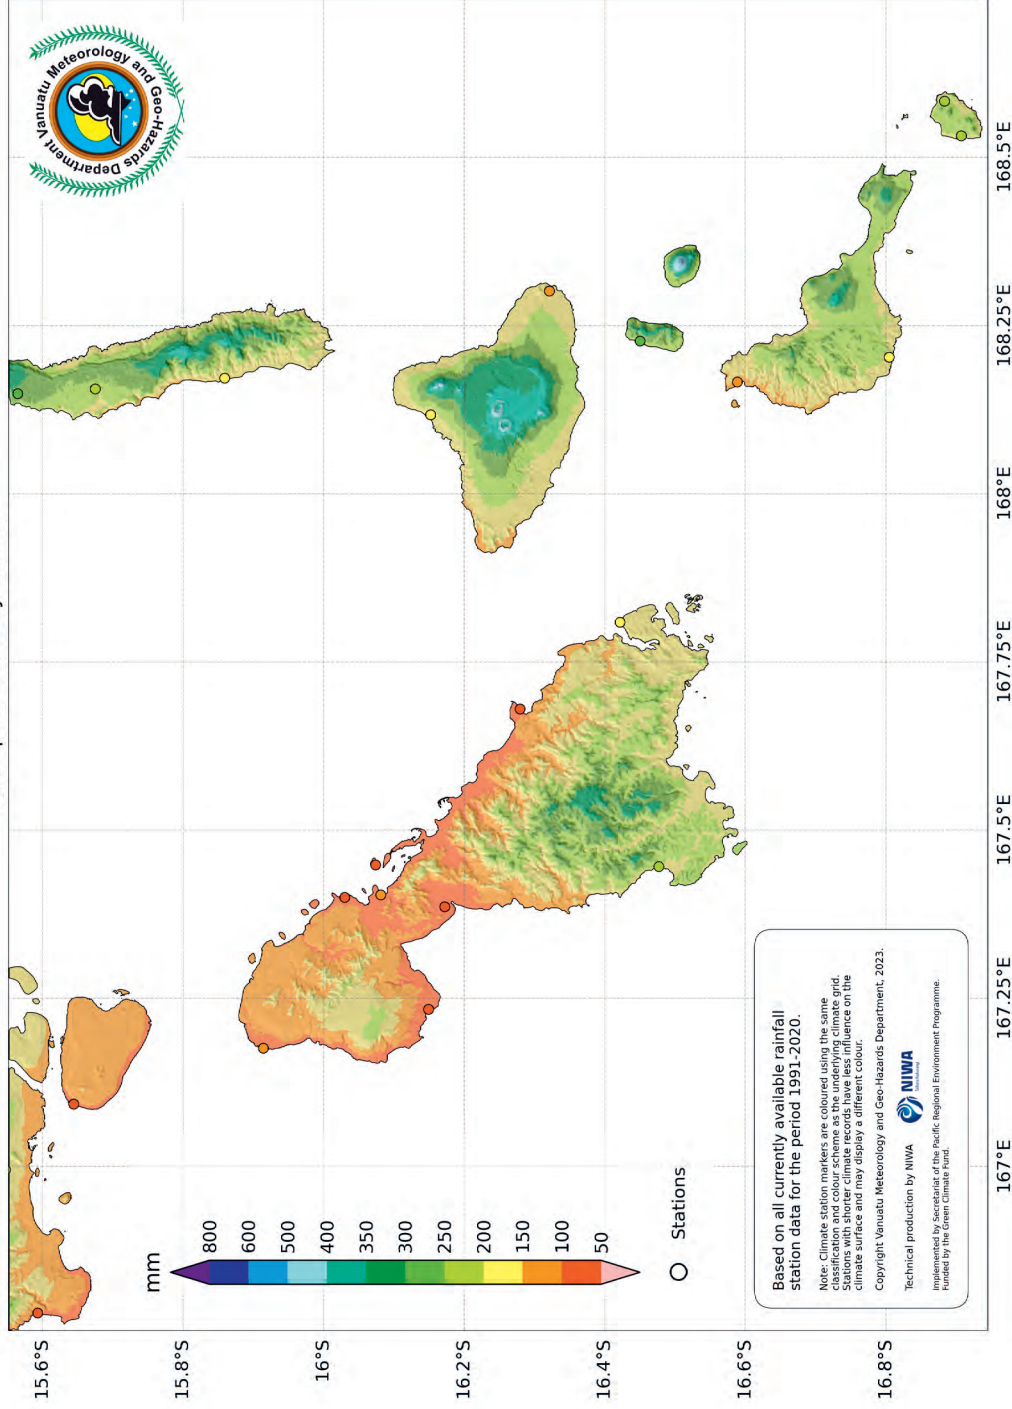 Vanuatu Meteorology and Geo-Hazards Department
15.6°S
15.8°S
16°S
16.2°S
16.4°S
16.6°S
16.8°S
167°E
167.25°E
167.5°E
167.75°E
168°E
168.25°E
168.5°E
mm
800
600
500
400
350
300
250
200
150
100
50
Stations
Based on all currently available rainfall
station data for the period 1991-2020.
Note: Climate station markers are coloured using the same
classification and colour scheme as the underlying climate grid.
Stations with shorter climate records have less influence on the
climate surface and may display a different colour.
Copyright Vanuatu Meteorology and Geo-Hazards Department, 2023.
Technical production by NIWA
NIWA
Implemented by Secretariat of the Pacific Regional Environment Programme.
Funded by the Green Climate Fund.